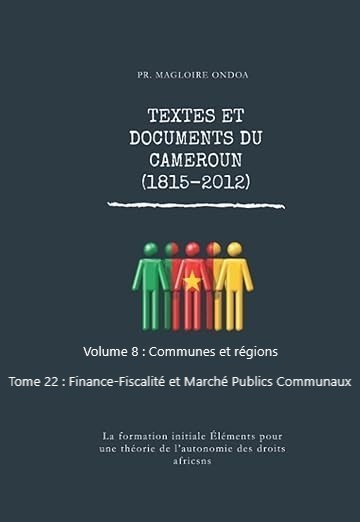 PR. MAGLOIRE ONDOA
TEXTES ET
DOCUMENTS DU
CAMEROUN
(1815-2012)
Volume 8 : Communes et régions
Tome 22 : Finance-Fiscalité et Marché Publics Communaux
La formation initiale Éléments pour
une théorie de l'autonomie des droits
africsns